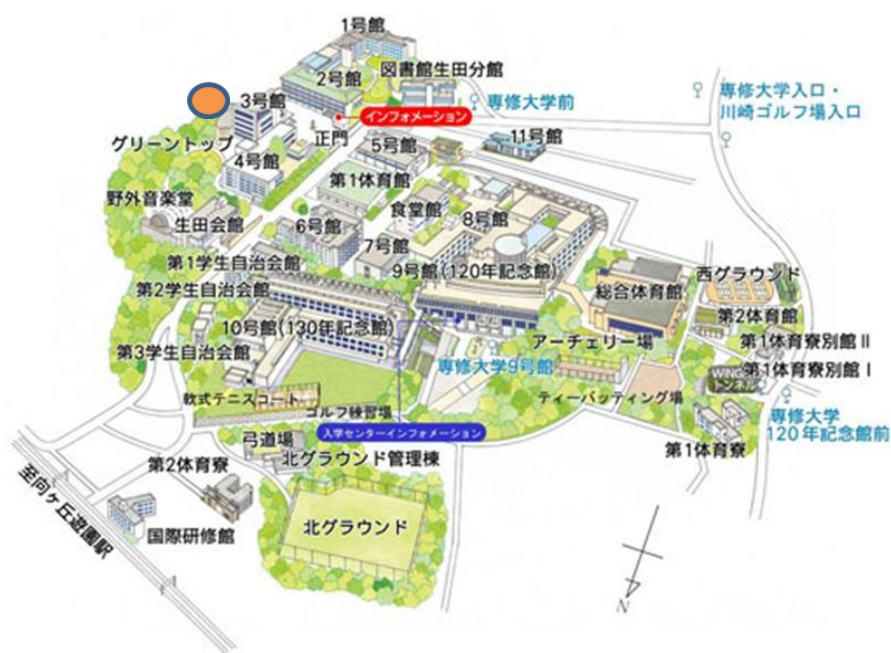 1号館
2号館
図書館生田分館
専修大学前
専修大学入口・
川崎ゴルフ場入口
3号館
インフォメーション
正門
グリーントップ
4号館
5号館
11号館
第1体育館
野外音楽堂
生田会館
食堂館
8号館
6号館
7号館
第1学生自治会館
9号館(120年記念館)
西グラウンド
第2学生自治会館
総合体育館
第2体育館
10号館(130年記念館)
アーチェリー場
第1体育寮別館Ⅱ
第3学生自治会館
専修大学9号館
WING
トンネル
第1体育寮別館Ⅰ
軟式テニスコート
ティーバッティング場
ゴルフ練習場
専修大学
120年記念館前
入学センターインフォメーション
弓道場
第1体育寮
第2体育寮
北グラウンド管理棟
至向ヶ丘遊園駅
北グラウンド
国際研修館
N